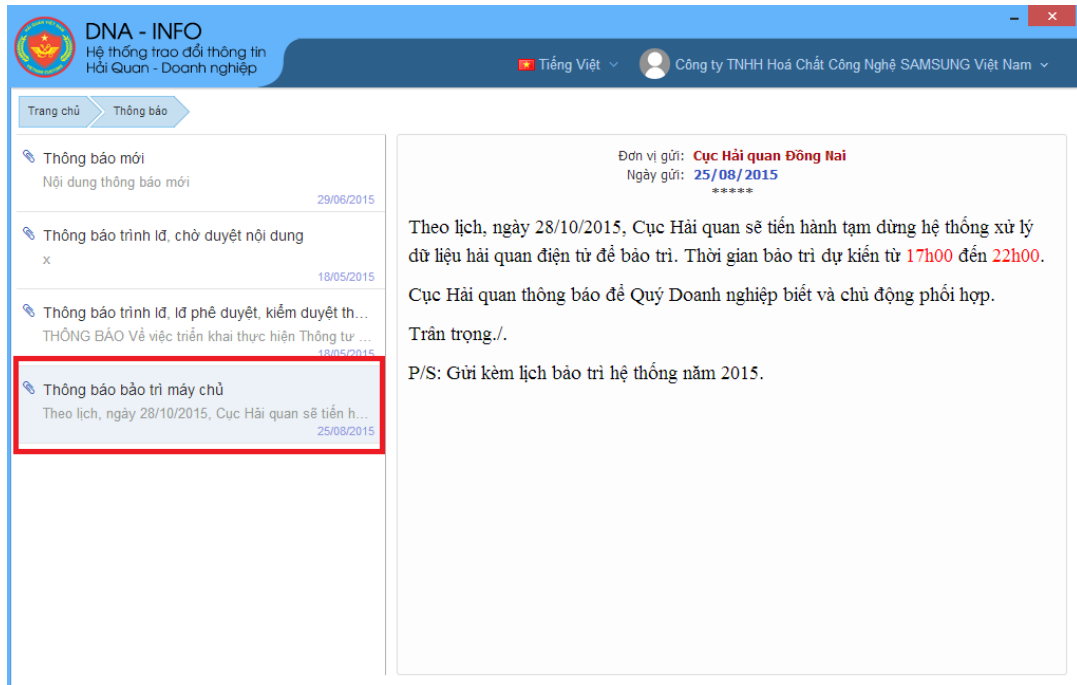 DNA - INFO
Hệ thống trao đổi thông tin
Hải Quan - Doanh nghiệp
Tiếng Việt
Công ty TNHH Hoá Chất Công Nghệ SAMSUNG Việt Nam
Trang chủ
Thông báo
Thông báo mới
Nội dung thông báo mới
29/06/2015
Thông báo trình lđ, chờ duyệt nội dung
x
18/05/2015
Thông báo trình lđ, lđ phê duyệt, kiểm duyệt th...
THÔNG BÁO Về việc triển khai thực hiện Thông tư ...
18/05/2015
Thông báo bảo trì máy chủ
Theo lịch, ngày 28/10/2015, Cục Hải quan sẽ tiến h...
25/08/2015
Đơn vị gửi: Cục Hải quan Đồng Nai
Ngày gửi: 25/08/2015
*****
Theo lịch, ngày 28/10/2015, Cục Hải quan sẽ tiến hành tạm dừng hệ thống xử lý
dữ liệu hải quan điện tử để bảo trì. Thời gian bảo trì dự kiến từ 17h00 đến 22h00.
Cục Hải quan thông báo để Quý Doanh nghiệp biết và chủ động phối hợp.
Trân trọng./.
P/S: Gửi kèm lịch bảo trì hệ thống năm 2015.